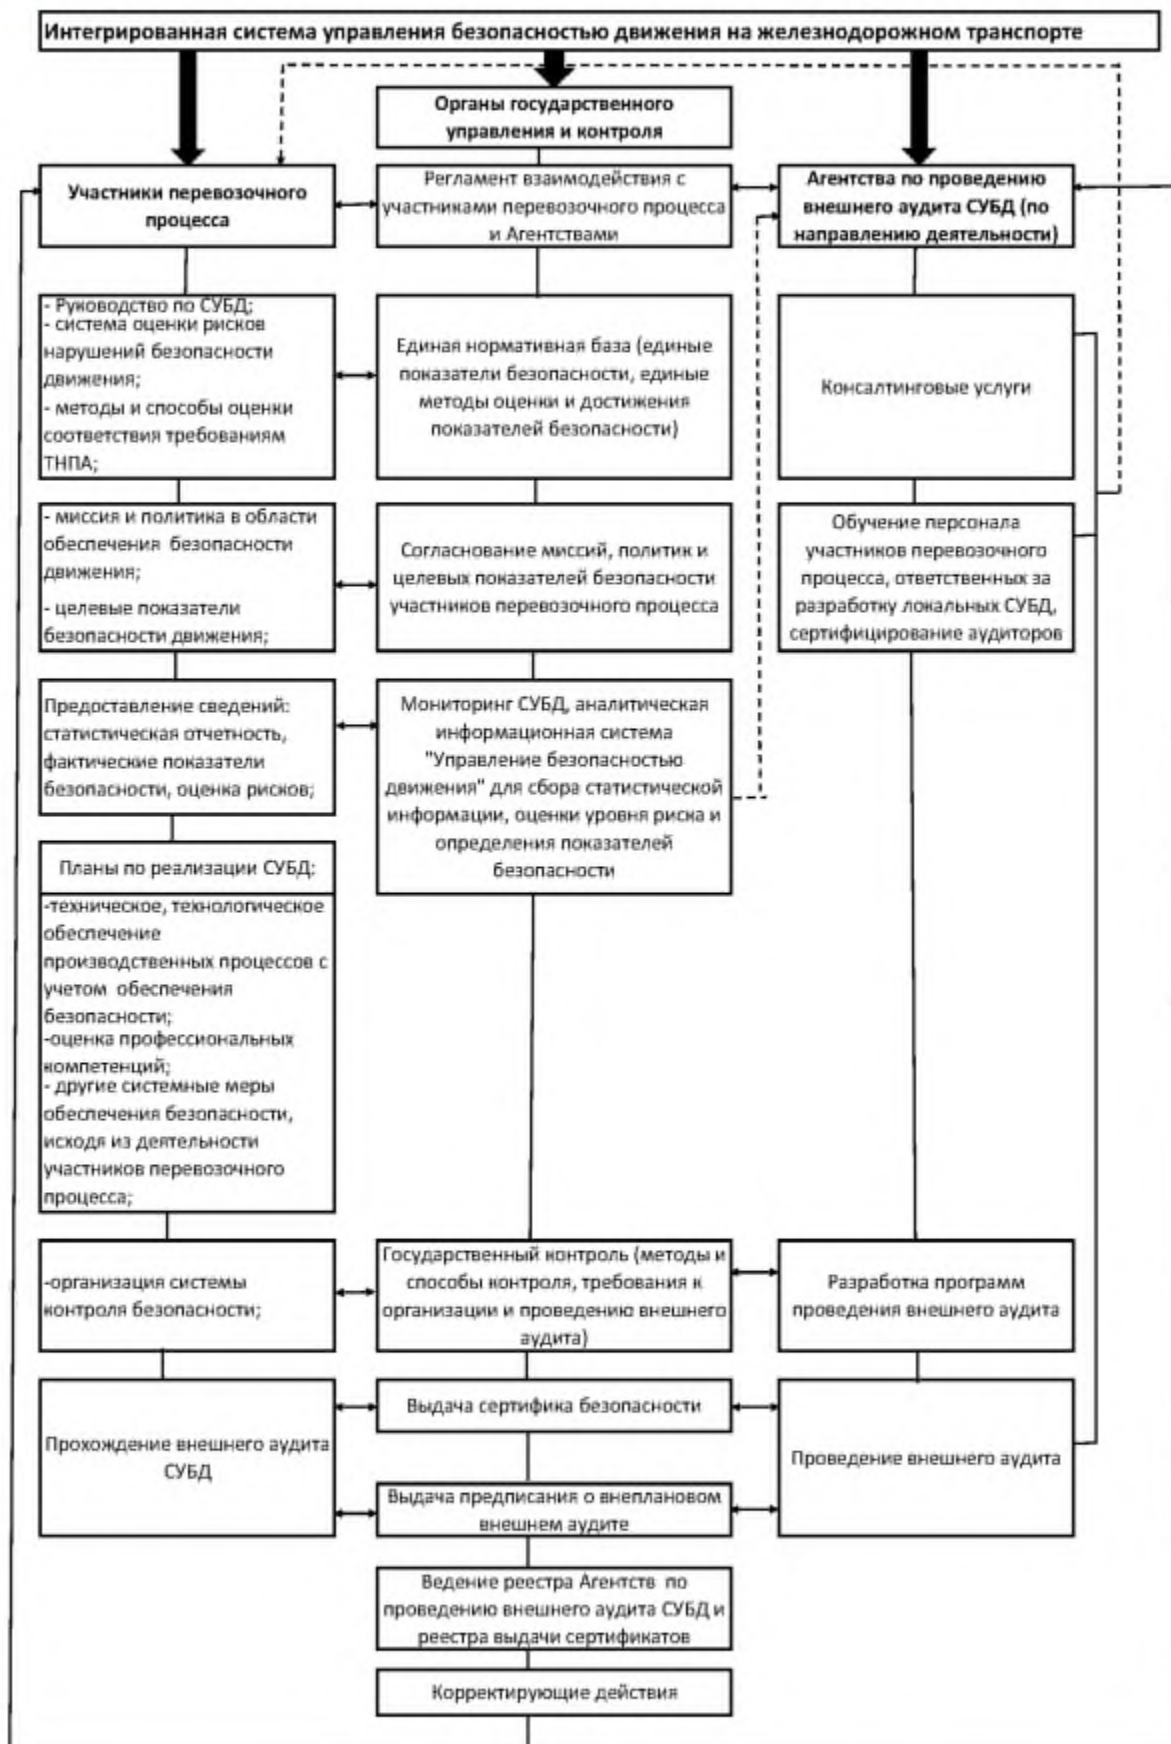 Интегрированная система управления безопасностью движения на железнодорожном транспорте
Органы государственного
управления и контроля
Участники перевозочного
процесса
Регламент взаимодействия с
участниками перевозочного процесса
и Агентствами
Агентства по проведению
внешнего аудита СУБД (по
направлению деятельности)
- Руководство по СУБД;
- система оценки рисков
нарушений безопасности
движения;
- методы и способы оценки
соответствия требованиям
ТНПА;
Единая нормативная база (единые
показатели безопасности, единые
методы оценки и достижения
показателей безопасности)
Консалтинговые услуги
- миссия и политика в области
обеспечения безопасности
движения;
- целевые показатели
безопасности движения;
Согласнование миссий, политик и
целевых показателей безопасности
участников перевозочного процесса
Обучение персонала
участников перевозочного
процесса, ответственных за
разработку локальных СУБД,
сертифицирование аудиторов
Предоставление сведений:
статистическая отчетность,
фактические показатели
безопасности, оценка рисков;
Мониторинг СУБД, аналитическая
информационная система
"Управление безопасностью
движения" для сбора статистической
информации, оценки уровня риска и
определения показателей
безопасности
Планы по реализации СУБД:
-техническое, технологическое
обеспечение
производственных процессов с
учетом обеспечения
безопасности;
-оценка профессиональных
компетенций;
- другие системные меры
обеспечения безопасности,
исходя из деятельности
участников перевозочного
процесса;
-организация системы
контроля безопасности;
Государственный контроль (методы и
способы контроля, требования к
организации и проведению внешнего
аудита)
Разработка программ
проведения внешнего аудита
Прохождение внешнего аудита
СУБД
Выдача сертифика безопасности
Выдача предписания о внеплановом
внешнем аудите
Проведение внешнего аудита
Ведение реестра Агентств по
проведению внешнего аудита СУБД и
реестра выдачи сертификатов
Корректирующие действия